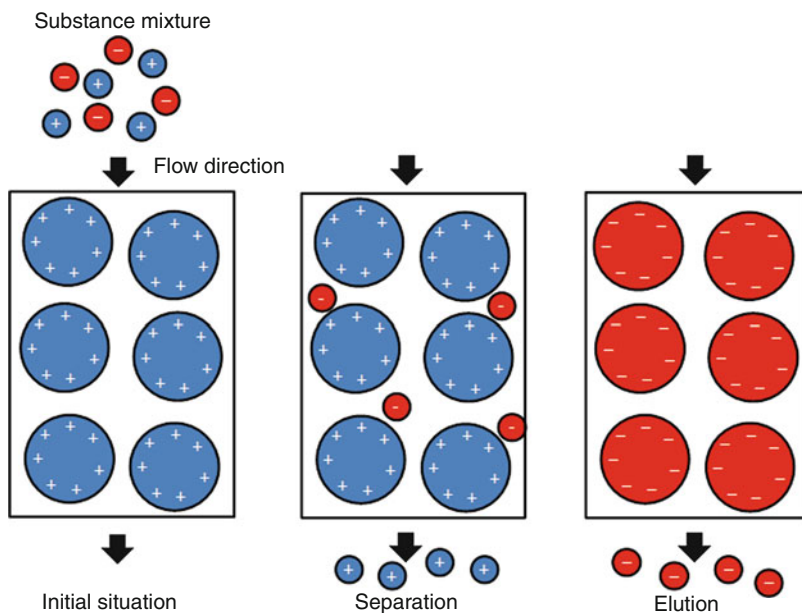 Substance mixture
Flow direction
Initial situation
Separation
Elution